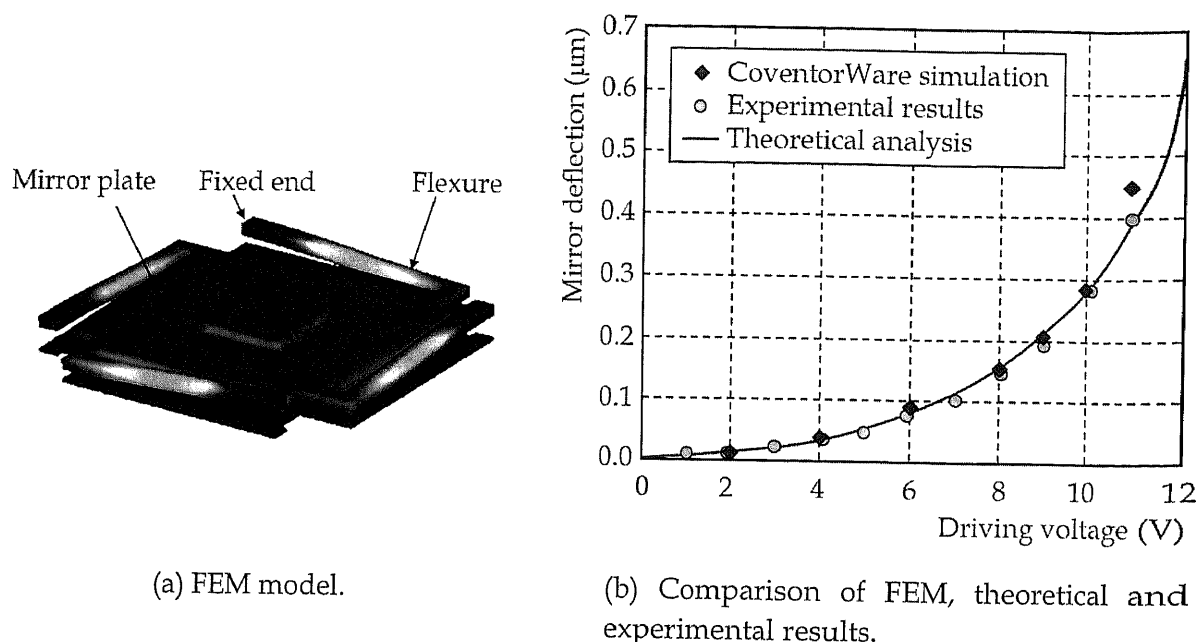 Mirror plate Fixed end Flexure
(a) FEM model.
Mirror deflection (µm)
0.7
0.6
0.5
0.4
0.3
0.2
0.1
0.0
CoventorWare simulation
Experimental results
Theoretical analysis
0 2 4 6 8 10 12
Driving voltage (V)
(b) Comparison of FEM, theoretical and
experimental results.